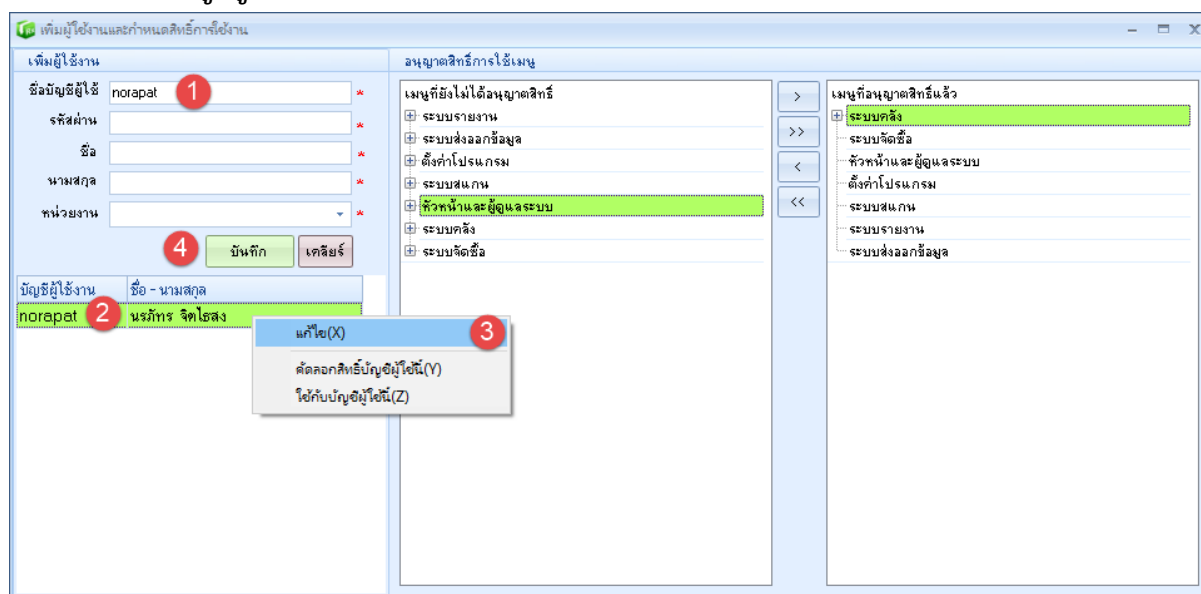 เพิ่มผู้ใช้งานและกำหนดสิทธิ์การใช้งาน
เพิ่มผู้ใช้งาน
ชื่อบัญชีผู้ใช้ norapat 1 *
รหัสผ่าน *
ชื่อ *
นามสกุล *
หน่วยงาน *
4 บันทึก เคลียร์
บัญชีผู้ใช้งาน ชื่อ - นามสกุล
norapat 2 นรภัทร จิตไธสง
แก้ไข(X) 3
คัดลอกสิทธิ์บัญชีผู้ใช้นี้(Y)
ใช้กับบัญชีผู้ใช้นี้(Z)
อนุญาตสิทธิ์การใช้เมนู
เมนูที่ยังไม่ได้อนุญาตสิทธิ์
ระบบรายงาน
ระบบส่งออกข้อมูล
ตั้งค่าโปรแกรม
ระบบสแกน
หัวหน้าและผู้ดูแลระบบ
ระบบคลัง
ระบบจัดซื้อ
>
>>
<
<<
เมนูที่อนุญาตสิทธิ์แล้ว
ระบบคลัง
ระบบจัดซื้อ
หัวหน้าและผู้ดูแลระบบ
ตั้งค่าโปรแกรม
ระบบสแกน
ระบบรายงาน
ระบบส่งออกข้อมูล